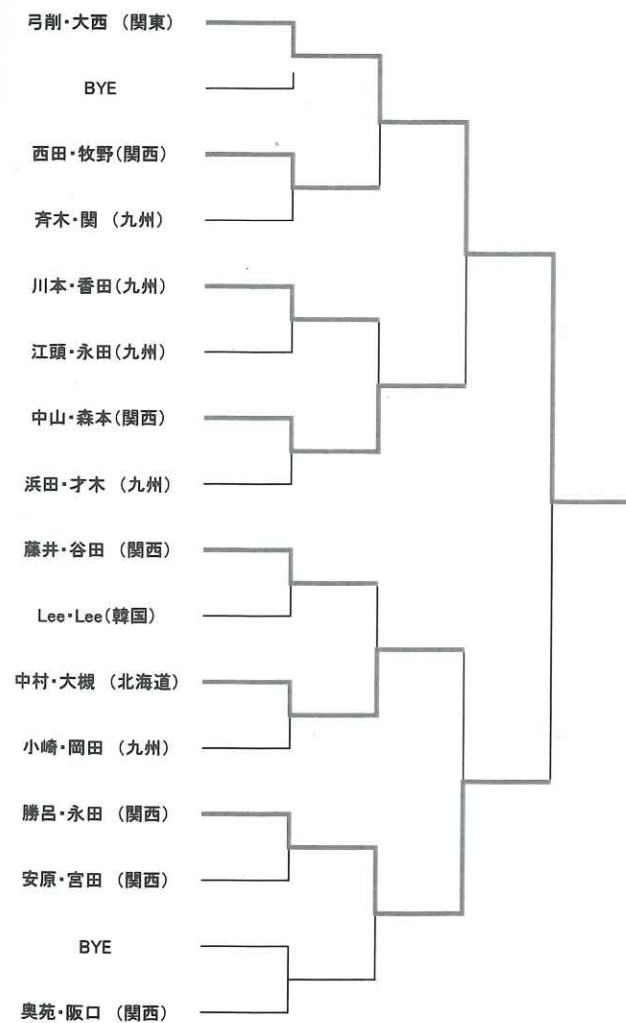 弓削・大西 （関東）
BYE
西田・牧野（関西）
斉木・関 （九州）
川本・香田（九州）
江頭・永田（九州）
中山・森本（関西）
浜田・才木 （九州）
藤井・谷田 （関西）
Lee・Lee（韓国）
中村・大槻 （北海道）
小崎・岡田 （九州）
勝呂・永田 （関西）
安原・宮田 （関西）
BYE
奥苑・阪口 （関西）